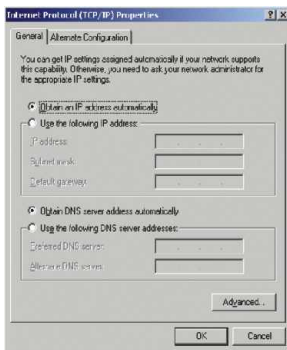 Internet Protocol (TCP/IP) Properties
General Alternate Configuration
You can get IP settings assigned automatically if your network supports
this capability. Otherwise, you need to ask your network administrator for
the appropriate IP settings.
Obtain an IP address automatically
Use the following IP address:
IP address:
Subnet mask:
Default gateway:
Obtain DNS server address automatically
Use the following DNS server addresses:
Preferred DNS server:
Alternate DNS server:
Advanced...
OK Cancel